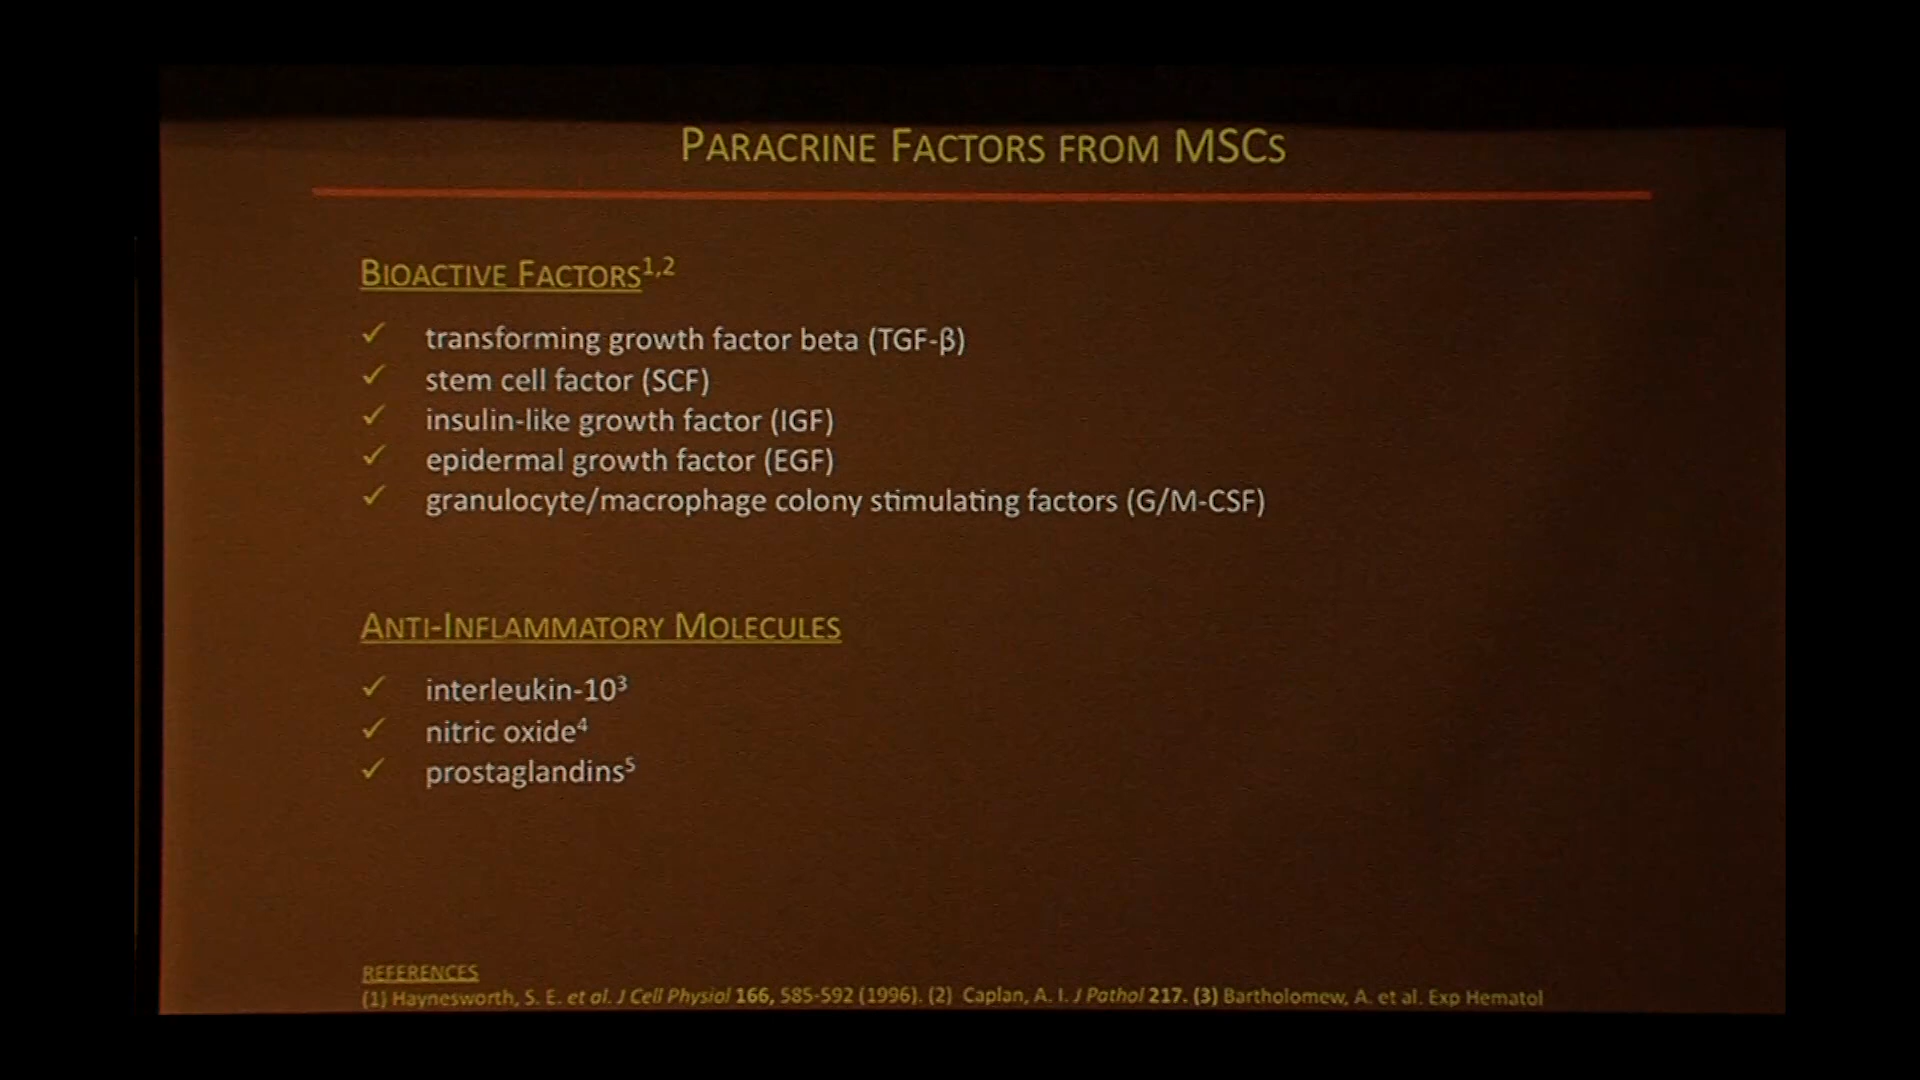 PARACRINE FACTORS FROM MSCS
BIOACTIVE FACTORS1,2
✓ transforming growth factor beta (TGF-β)
✓ stem cell factor (SCF)
✓ insulin-like growth factor (IGF)
✓ epidermal growth factor (EGF)
✓ granulocyte/macrophage colony stimulating factors (G/M-CSF)
ANTI-INFLAMMATORY MOLECULES
✓ interleukin-10³
✓ nitric oxide⁴
✓ prostaglandins⁵
REFERENCES
(1) Haynesworth, S. E. et al. J Cell Physiol 166, 585-592 (1996). (2) Caplan, A. I. J Pathol 217. (3) Bartholomew, A. et al. Exp Hematol